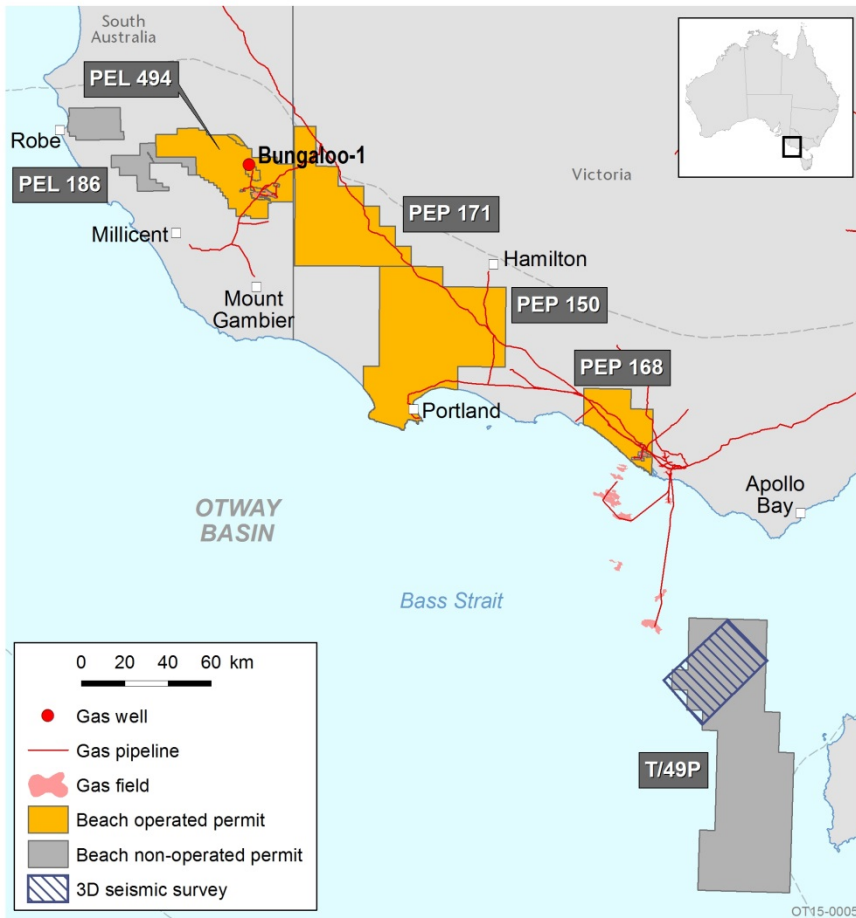 South
Australia
PEL 494
Robe
Bungaloo-1
PEL 186
Victoria
PEP 171
Millicent
Hamilton
Mount
Gambier
PEP 150
PEP 168
Portland
Apollo
Bay
OTWAY
BASIN
Bass Strait
0 20 40 60 km
Gas well
Gas pipeline
Gas field
Beach operated permit
Beach non-operated permit
3D seismic survey
T/49P
OT15-0005